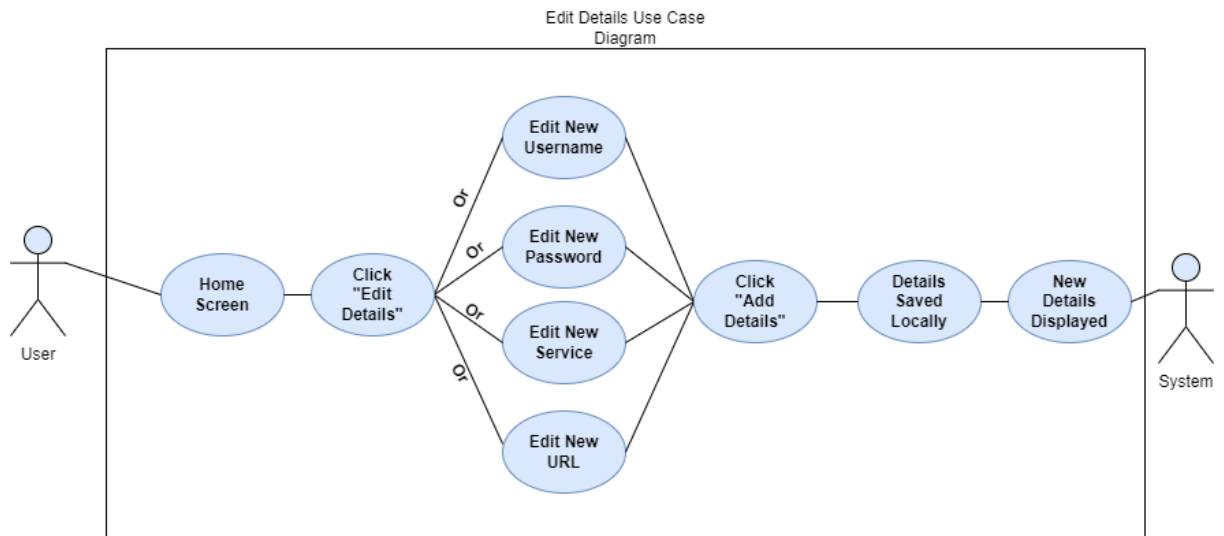 Edit Details Use Case
Diagram
User
Home
Screen
Click
"Edit
Details"
Or
Or
Or
Or
Edit New
Username
Edit New
Password
Edit New
Service
Edit New
URL
Click
"Add
Details"
Details
Saved
Locally
New
Details
Displayed
System